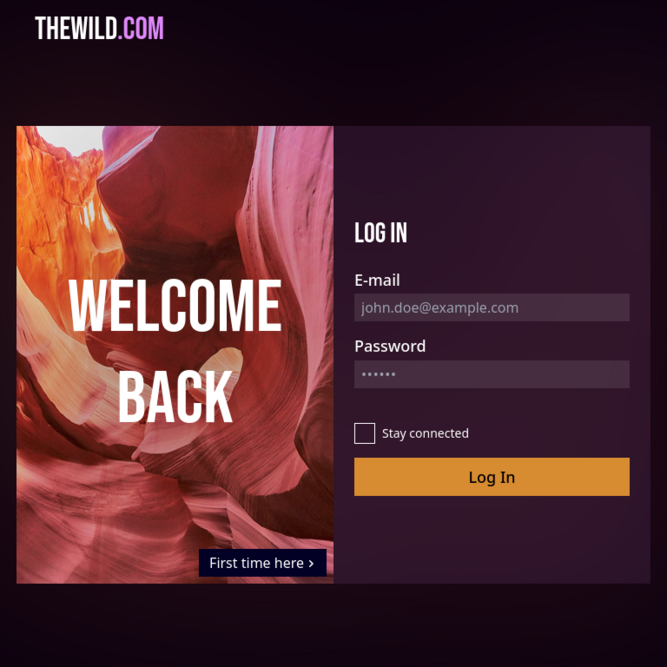 THEWILD.COM
WELCOME
BACK
First time here ›
LOG IN
E-mail
john.doe@example.com
Password
••••••
Stay connected
Log In